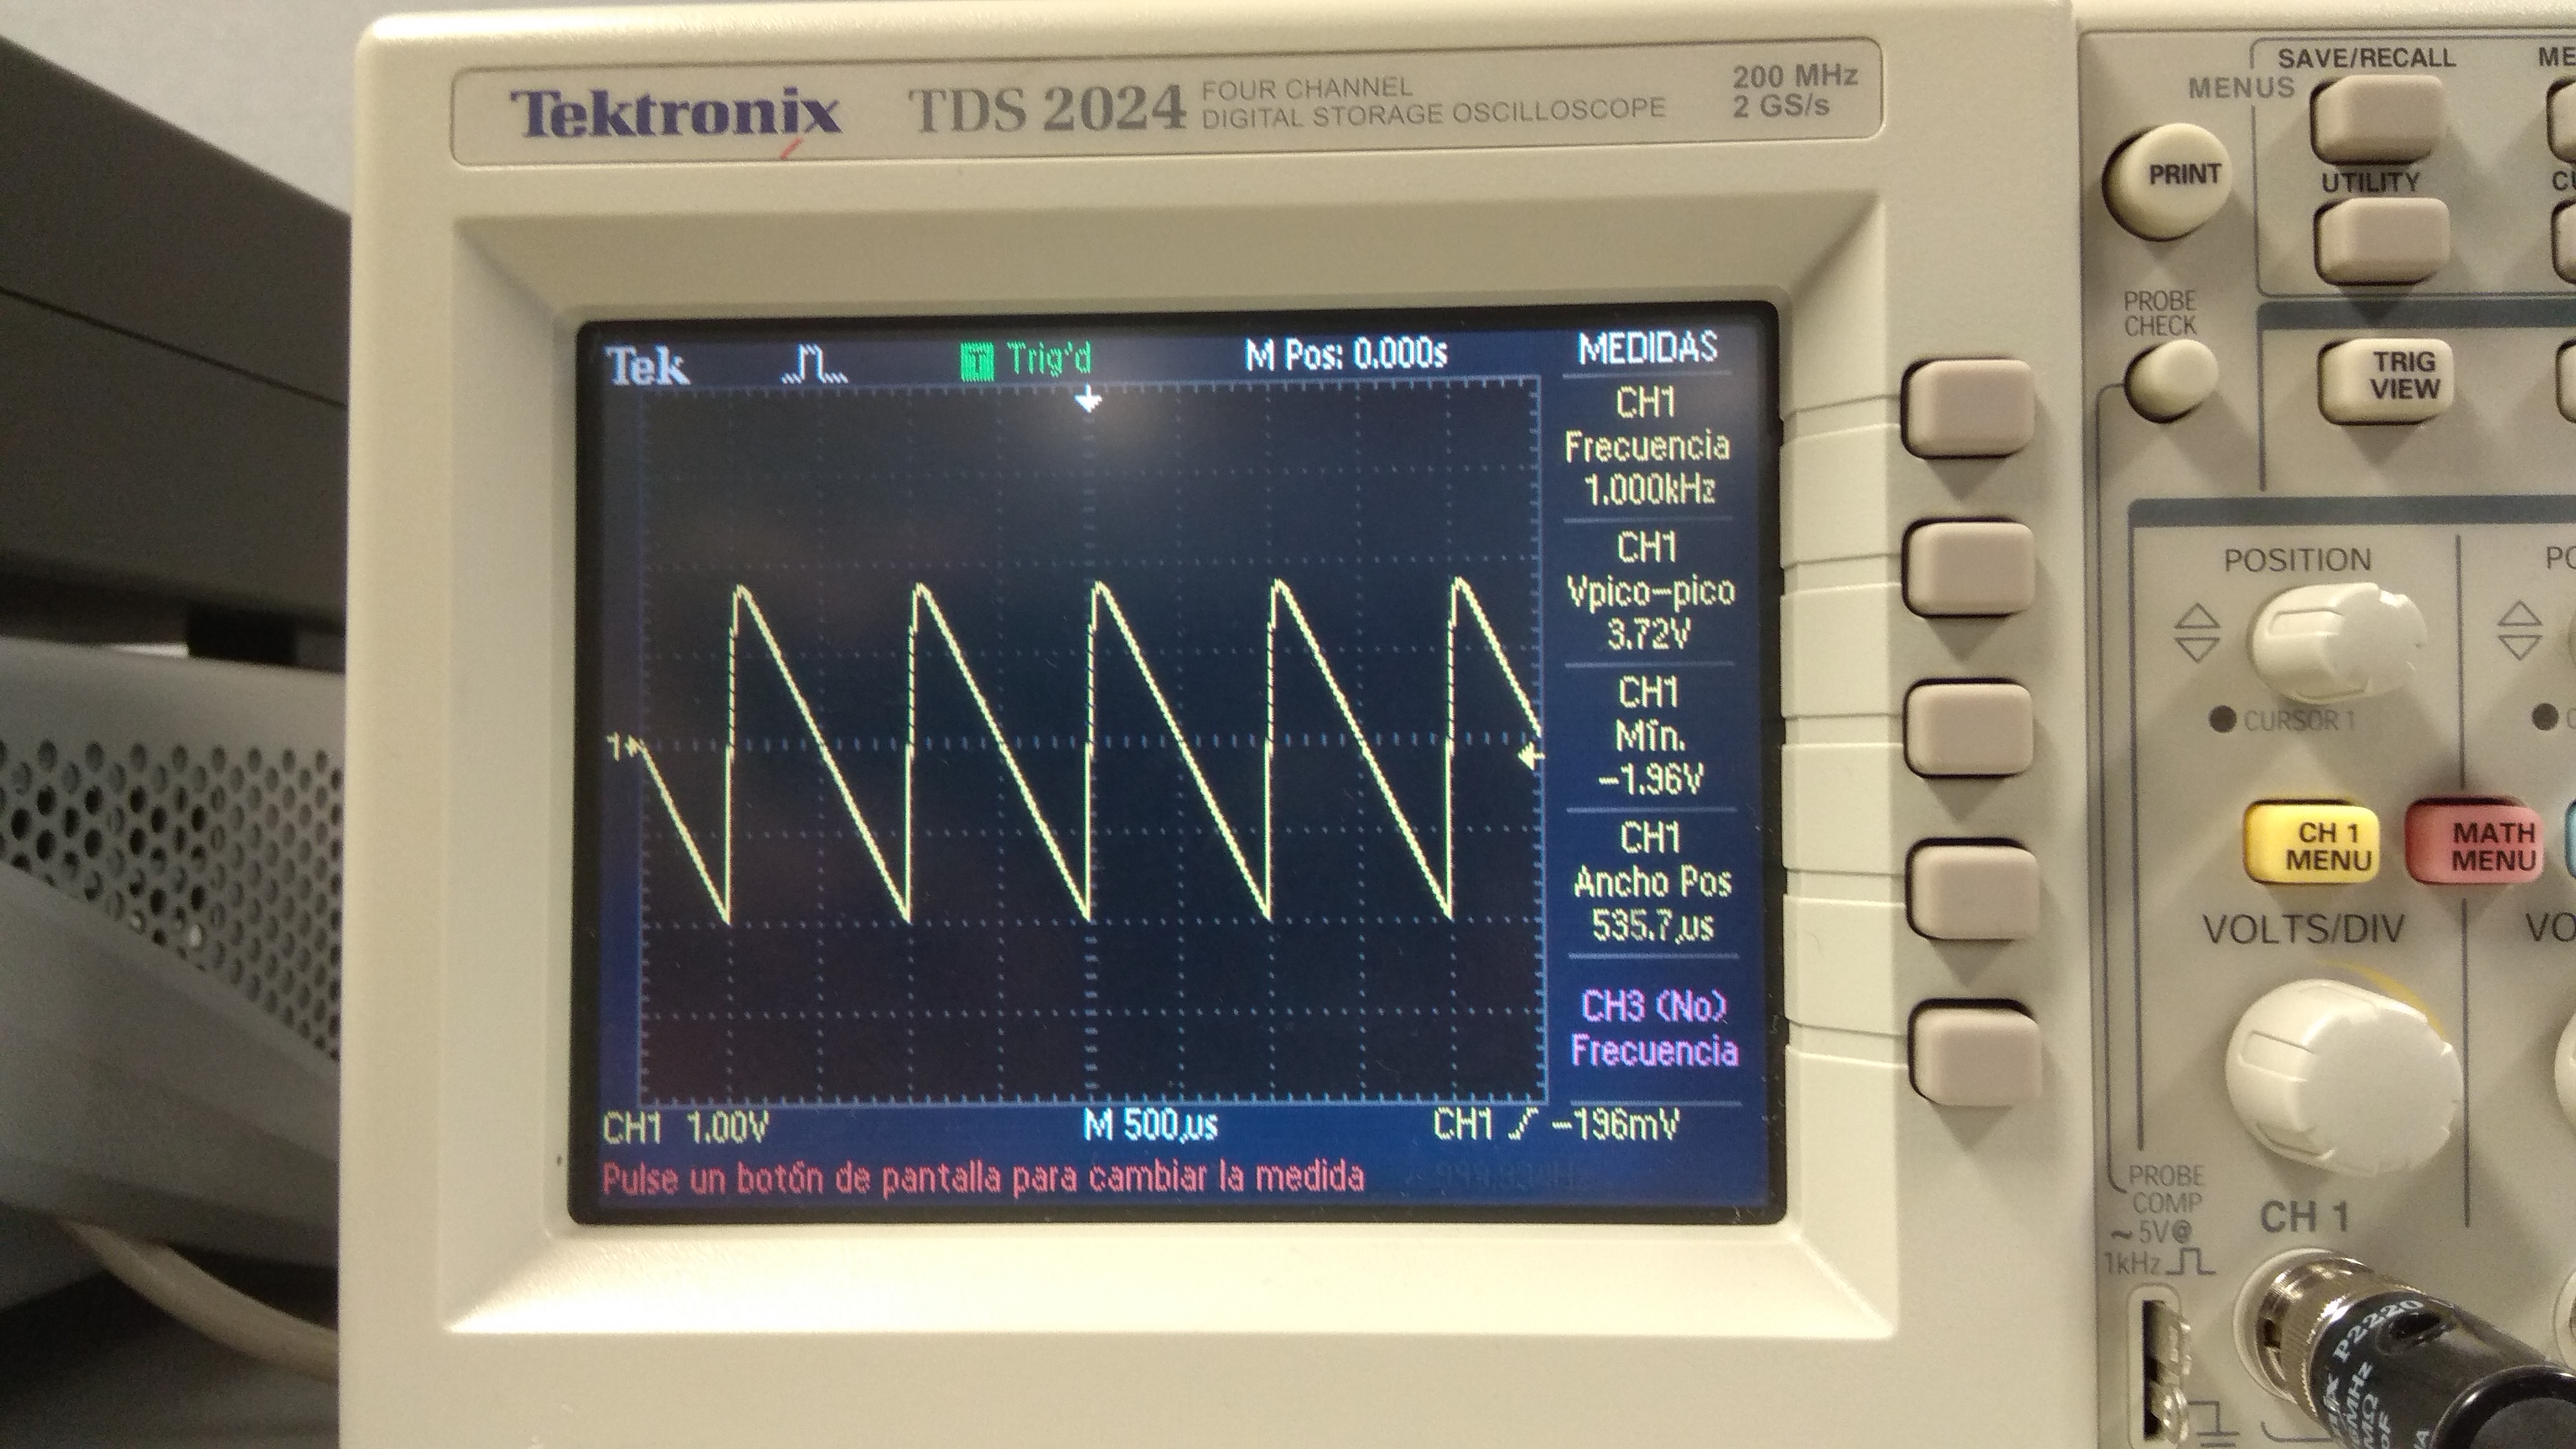 Tektronix TDS 2024 FOUR CHANNEL DIGITAL STORAGE OSCILLOSCOPE
200 MHz
2 GS/s
Tek Trig'd M Pos: 0.000s MEDIDAS
CH1
Frecuencia
1.000kHz
CH1
Vpico-pico
3.72V
CH1
Mín.
-1.96V
CH1
Ancho Pos
535.7µs
CH3 (No)
Frecuencia
1
CH1 1.00V M 500µs CH1 -196mV
Pulse un botón de pantalla para cambiar la medida
SAVE/RECALL
MENUS
PRINT
UTILITY
PROBE
CHECK
TRIG
VIEW
POSITION
CURSOR 1
CH 1
MENU
MATH
MENU
VOLTS/DIV
PROBE
COMP
~5V@
1kHz
CH 1
P2220